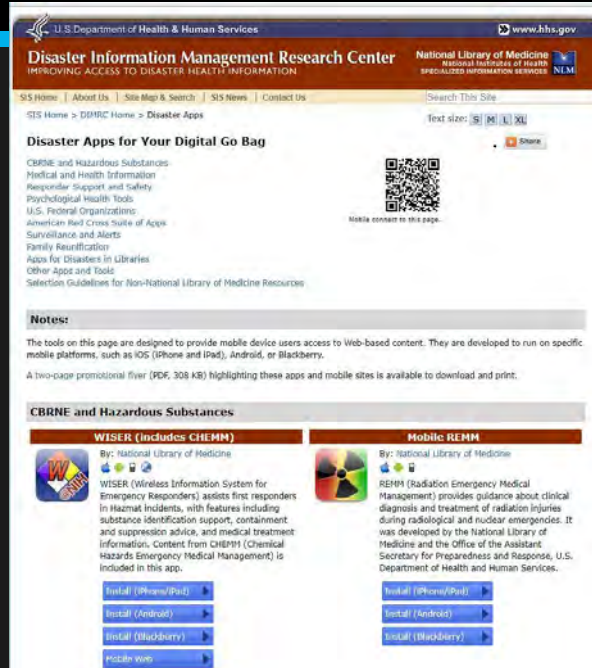 U.S Department of Health & Human Services
www.hhs.gov
Disaster Information Management Research Center
IMPROVING ACCESS TO DISASTER HEALTH INFORMATION
National Library of Medicine
National Institutes of Health
SPECIALIZED INFORMATION SERVICES
NLM
SIS Home | About Us | Site Map & Search | SIS News | Contact Us
Search This Site
SIS Home > DIMRC Home > Disaster Apps
Text size: S M L XL
Share
Disaster Apps for Your Digital Go Bag
CBRNE and Hazardous Substances
Medical and Health Information
Responder Support and Safety
Psychological Health Tools
U.S. Federal Organizations
American Red Cross Suite of Apps
Surveillance and Alerts
Family Reunification
Apps for Disasters in Libraries
Other Apps and Tools
Selection Guidelines for Non-National Library of Medicine Resources
Mobile connect to this page.
Notes:
The tools on this page are designed to provide mobile device users access to Web-based content. They are developed to run on specific
mobile platforms, such as iOS (iPhone and iPad), Android, or Blackberry.
A two-page promotional flyer (PDF, 308 KB) highlighting these apps and mobile sites is available to download and print.
CBRNE and Hazardous Substances
WISER (includes CHEMM)
W
NIH
By: National Library of Medicine
WISER (Wireless Information System for
Emergency Responders) assists first responders
in Hazmat incidents, with features including
substance identification support, containment
and suppression advice, and medical treatment
information. Content from CHEMM (Chemical
Hazards Emergency Medical Management) is
included in this app.
Install (iPhone/iPad)
Install (Android)
Install (Blackberry)
Mobile Web
Mobile REMM
By: National Library of Medicine
REMM (Radiation Emergency Medical
Management) provides guidance about clinical
diagnosis and treatment of radiation injuries
during radiological and nuclear emergencies. It
was developed by the National Library of
Medicine and the Office of the Assistant
Secretary for Preparedness and Response, U.S.
Department of Health and Human Services.
Install (iPhone/iPad)
Install (Android)
Install (Blackberry)